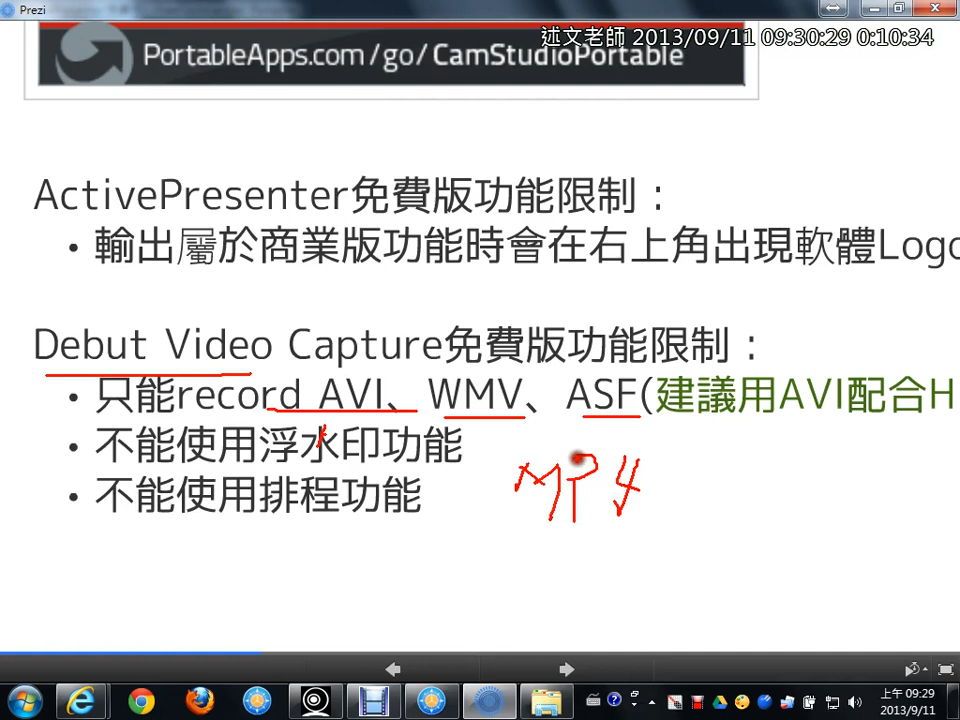 Prezi
述文老師 2013/09/11 09:30:29 0:10:34
PortableApps.com/go/CamStudioPortable
ActivePresenter免費版功能限制：
• 輸出屬於商業版功能時會在右上角出現軟體Logo
Debut Video Capture免費版功能限制：
• 只能record AVI、WMV、ASF(建議用AVI配合H
• 不能使用浮水印功能
• 不能使用排程功能
MP4
上午 09:29
2013/9/11